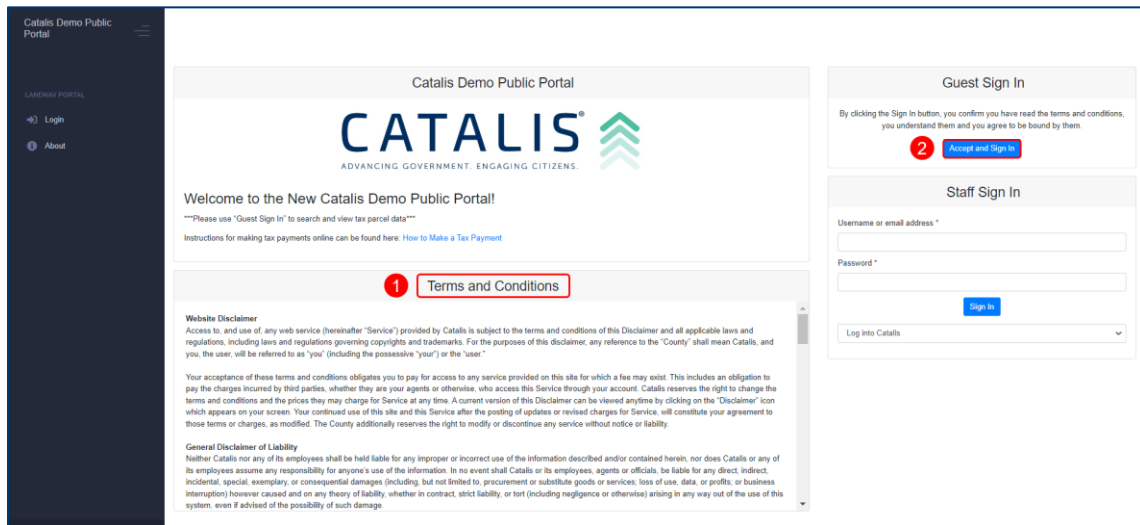 Catalis Demo Public
Portal
LANDNAV PORTAL
Login
About
Catalis Demo Public Portal
CATALIS®
ADVANCING GOVERNMENT. ENGAGING CITIZENS.
Welcome to the New Catalis Demo Public Portal!
***Please use "Guest Sign In" to search and view tax parcel data***
Instructions for making tax payments online can be found here: How to Make a Tax Payment
1 Terms and Conditions
Website Disclaimer
Access to, and use of, any web service (hereinafter "Service") provided by Catalis is subject to the terms and conditions of this Disclaimer and all applicable laws and
regulations, including laws and regulations governing copyrights and trademarks. For the purposes of this disclaimer, any reference to the "County" shall mean Catalis, and
you, the user, will be referred to as "you" (including the possessive "your") or the "user."
Your acceptance of these terms and conditions obligates you to pay for access to any service provided on this site for which a fee may exist. This includes an obligation to
pay the charges incurred by third parties, whether they are your agents or otherwise, who access this Service through your account. Catalis reserves the right to change the
terms and conditions and the prices they may charge for Service at any time. A current version of this Disclaimer can be viewed anytime by clicking on the "Disclaimer" icon
which appears on your screen. Your continued use of this site and this Service after the posting of updates or revised charges for Service, will constitute your agreement to
those terms or charges, as modified. The County additionally reserves the right to modify or discontinue any service without notice or liability.
General Disclaimer of Liability
Neither Catalis nor any of its employees shall be held liable for any improper or incorrect use of the information described and/or contained herein, nor does Catalis or any of
its employees assume any responsibility for anyone's use of the information. In no event shall Catalis or its employees, agents or officials, be liable for any direct, indirect,
incidental, special, exemplary, or consequential damages (including, but not limited to, procurement or substitute goods or services; loss of use, data, or profits; or business
interruption) however caused and on any theory of liability, whether in contract, strict liability, or tort (including negligence or otherwise) arising in any way out of the use of this
system, even if advised of the possibility of such damage.
Guest Sign In
By clicking the Sign In button, you confirm you have read the terms and conditions,
you understand them and you agree to be bound by them.
2 Accept and Sign In
Staff Sign In
Username or email address *
Password *
Sign In
Log into Catalis